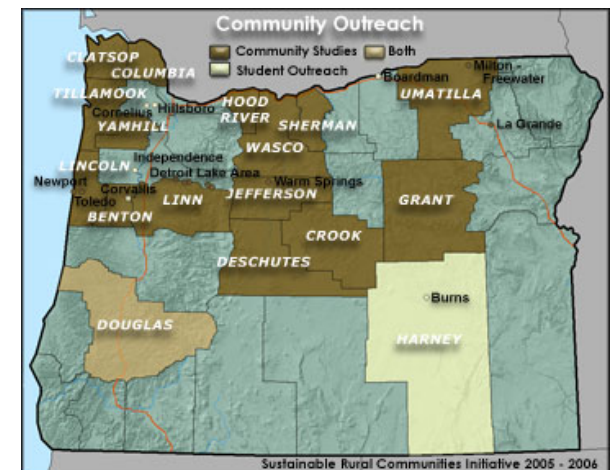 Community Outreach
Community Studies
Both
Student Outreach
CLATSOP
COLUMBIA
TILLAMOOK
Cornelius
Hillsboro
YAMHILL
HOOD
RIVER
SHERMAN
WASCO
Boardman
Milton -
Freewater
UMATILLA
La Grande
LINCOLN
Independence
Detroit Lake Area
Newport
Corvallis
Toledo
BENTON
LINN
Warm Springs
JEFFERSON
GRANT
CROOK
DESCHUTES
DOUGLAS
Burns
HARNEY
Sustainable Rural Communities Initiative 2005 - 2006